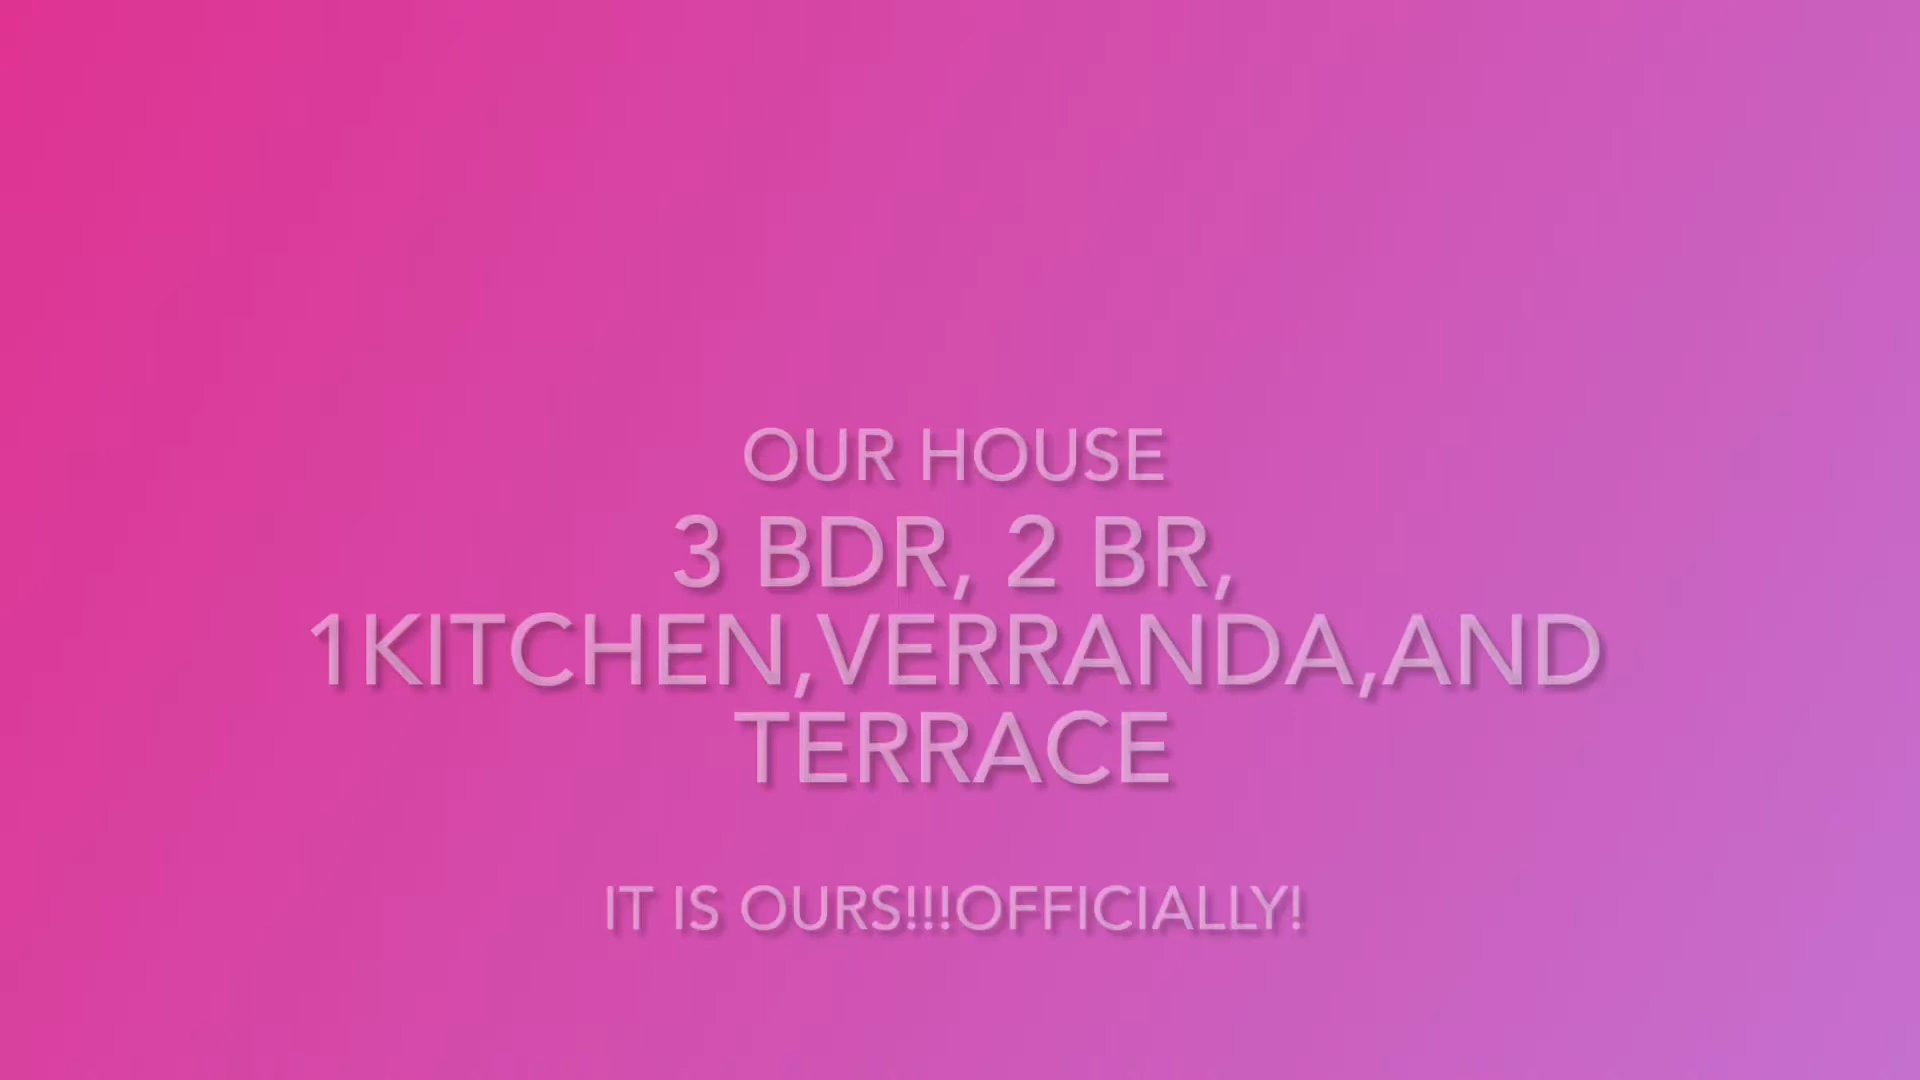 OUR HOUSE
3 BDR, 2 BR,
1KITCHEN,VERRANDA,AND
TERRACE
IT IS OURS!!!OFFICIALLY!